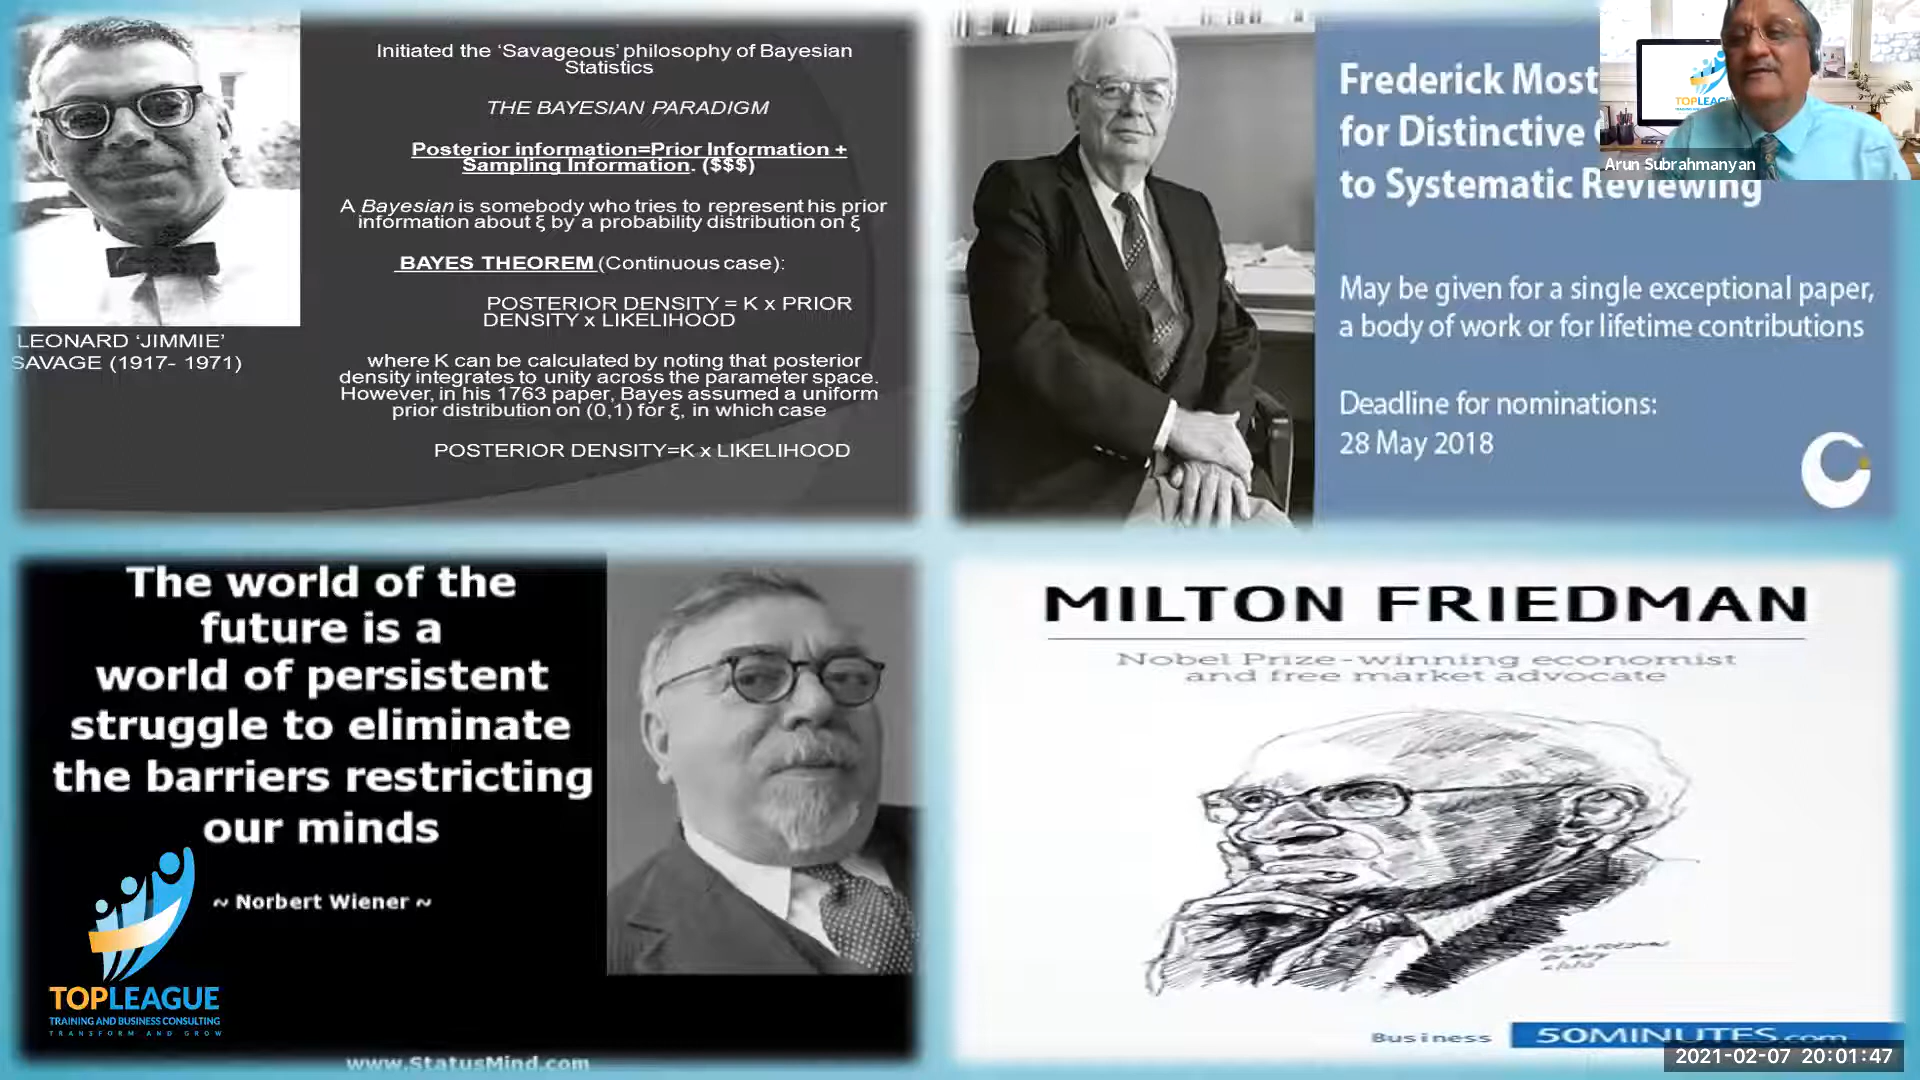 Initiated the ‘Savageous’ philosophy of Bayesian
Statistics
THE BAYESIAN PARADIGM
Posterior information=Prior Information +
Sampling Information. ($$$)
A Bayesian is somebody who tries to represent his prior
information about ξ by a probability distribution on ξ
BAYES THEOREM (Continuous case):
POSTERIOR DENSITY = K x PRIOR
DENSITY x LIKELIHOOD
where K can be calculated by noting that posterior
density integrates to unity across the parameter space.
However, in his 1763 paper, Bayes assumed a uniform
prior distribution on (0,1) for ξ, in which case
POSTERIOR DENSITY=K x LIKELIHOOD
LEONARD ‘JIMMIE’
SAVAGE (1917- 1971)
Frederick Most
for Distinctive
to Systematic Reviewing
May be given for a single exceptional paper,
a body of work or for lifetime contributions
Deadline for nominations:
28 May 2018
TOPLEAGU
Arun Subrahmanyan
The world of the
future is a
world of persistent
struggle to eliminate
the barriers restricting
our minds
~ Norbert Wiener ~
TOPLEAGUE
TRAINING AND BUSINESS CONSULTING
TRANSFORM AND GROW
www.StatusMind.com
MILTON FRIEDMAN
Nobel Prize-winning economist
and free market advocate
Business
50MINUTES.com
2021-02-07 20:01:47